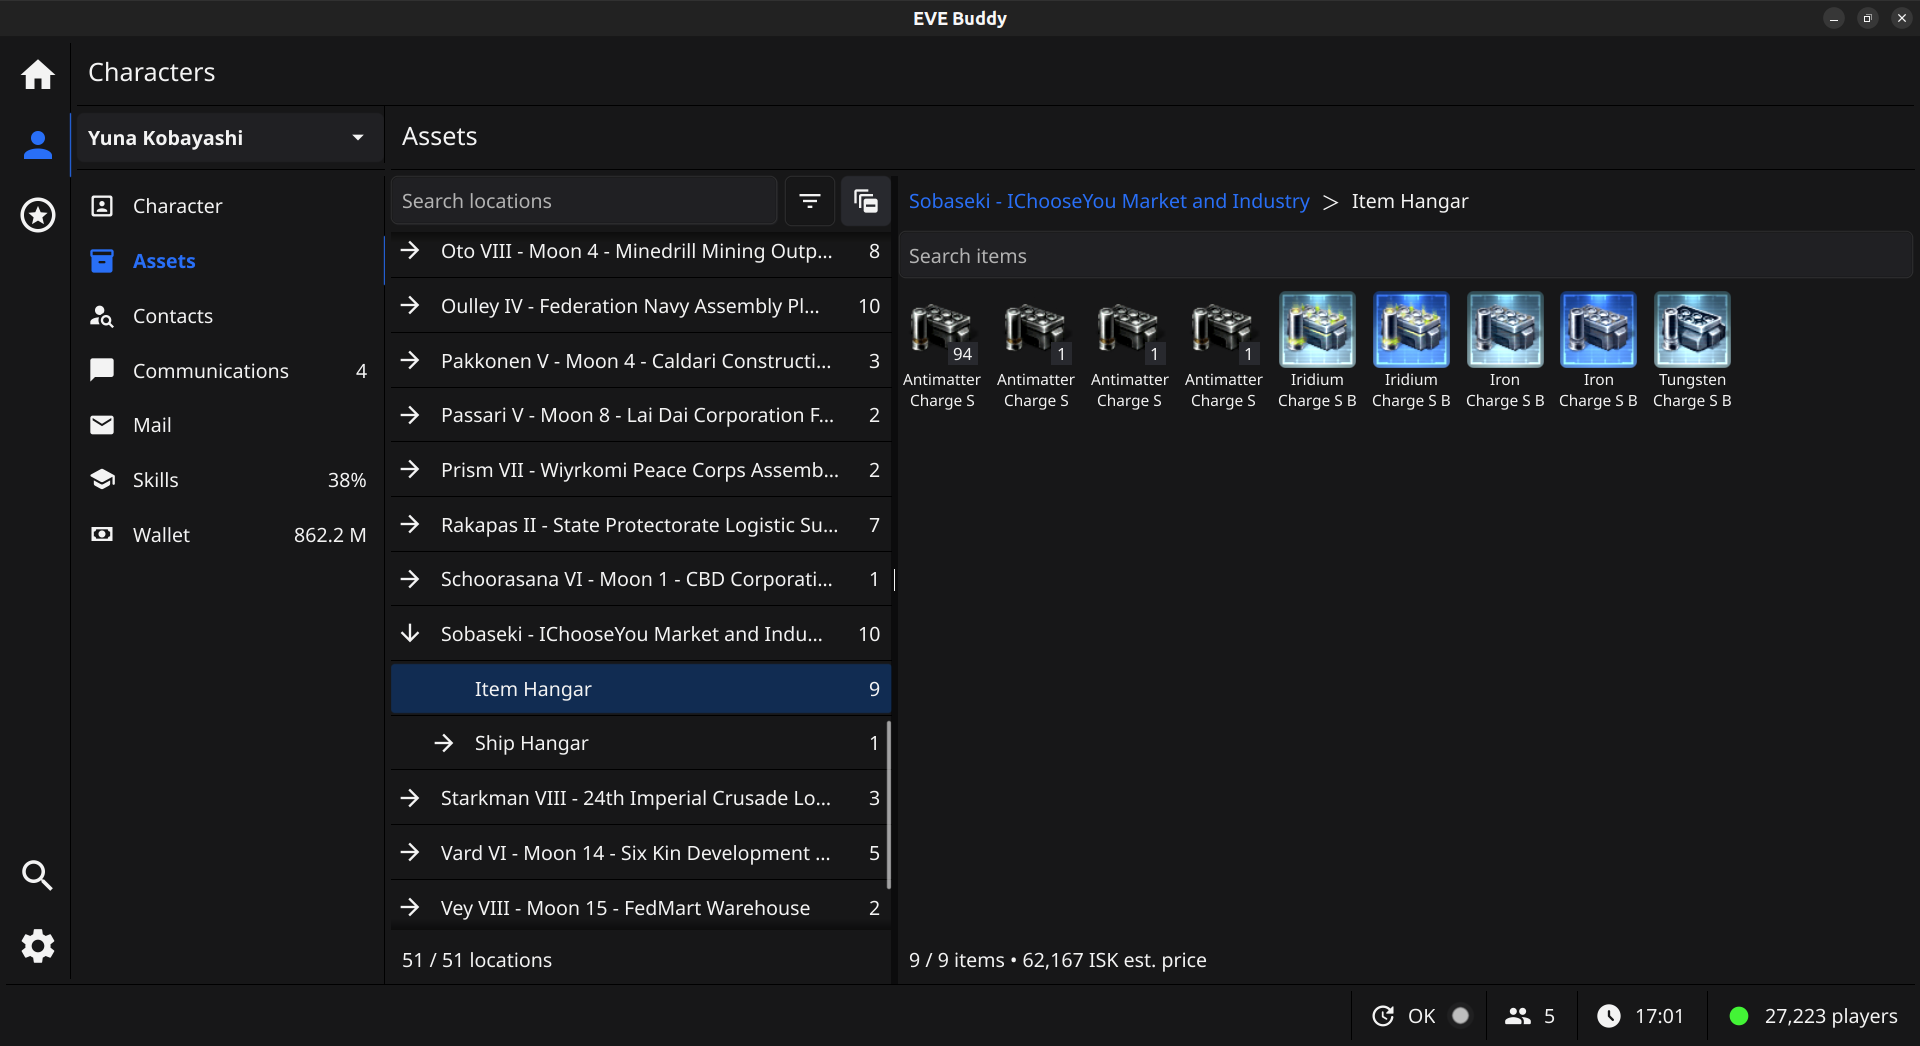 EVE Buddy
Characters
Yuna Kobayashi
Assets
Character
Assets
Contacts
Communications 4
Mail
Skills 38%
Wallet 862.2 M
Search locations
Oto VIII - Moon 4 - Minedrill Mining Outp... 8
Oulley IV - Federation Navy Assembly Pl... 10
Pakkonen V - Moon 4 - Caldari Constructi... 3
Passari V - Moon 8 - Lai Dai Corporation F... 2
Prism VII - Wiyrkomi Peace Corps Assemb... 2
Rakapas II - State Protectorate Logistic Su... 7
Schoorasana VI - Moon 1 - CBD Corporati... 1
Sobaseki - IChooseYou Market and Indu... 10
Item Hangar 9
Ship Hangar 1
Starkman VIII - 24th Imperial Crusade Lo... 3
Vard VI - Moon 14 - Six Kin Development ... 5
Vey VIII - Moon 15 - FedMart Warehouse 2
51 / 51 locations
Sobaseki - IChooseYou Market and Industry > Item Hangar
Search items
94
Antimatter
Charge S
1
Antimatter
Charge S
1
Antimatter
Charge S
1
Antimatter
Charge S
Iridium
Charge S B
Iridium
Charge S B
Iron
Charge S B
Iron
Charge S B
Tungsten
Charge S B
9 / 9 items • 62,167 ISK est. price
OK
5
17:01
27,223 players